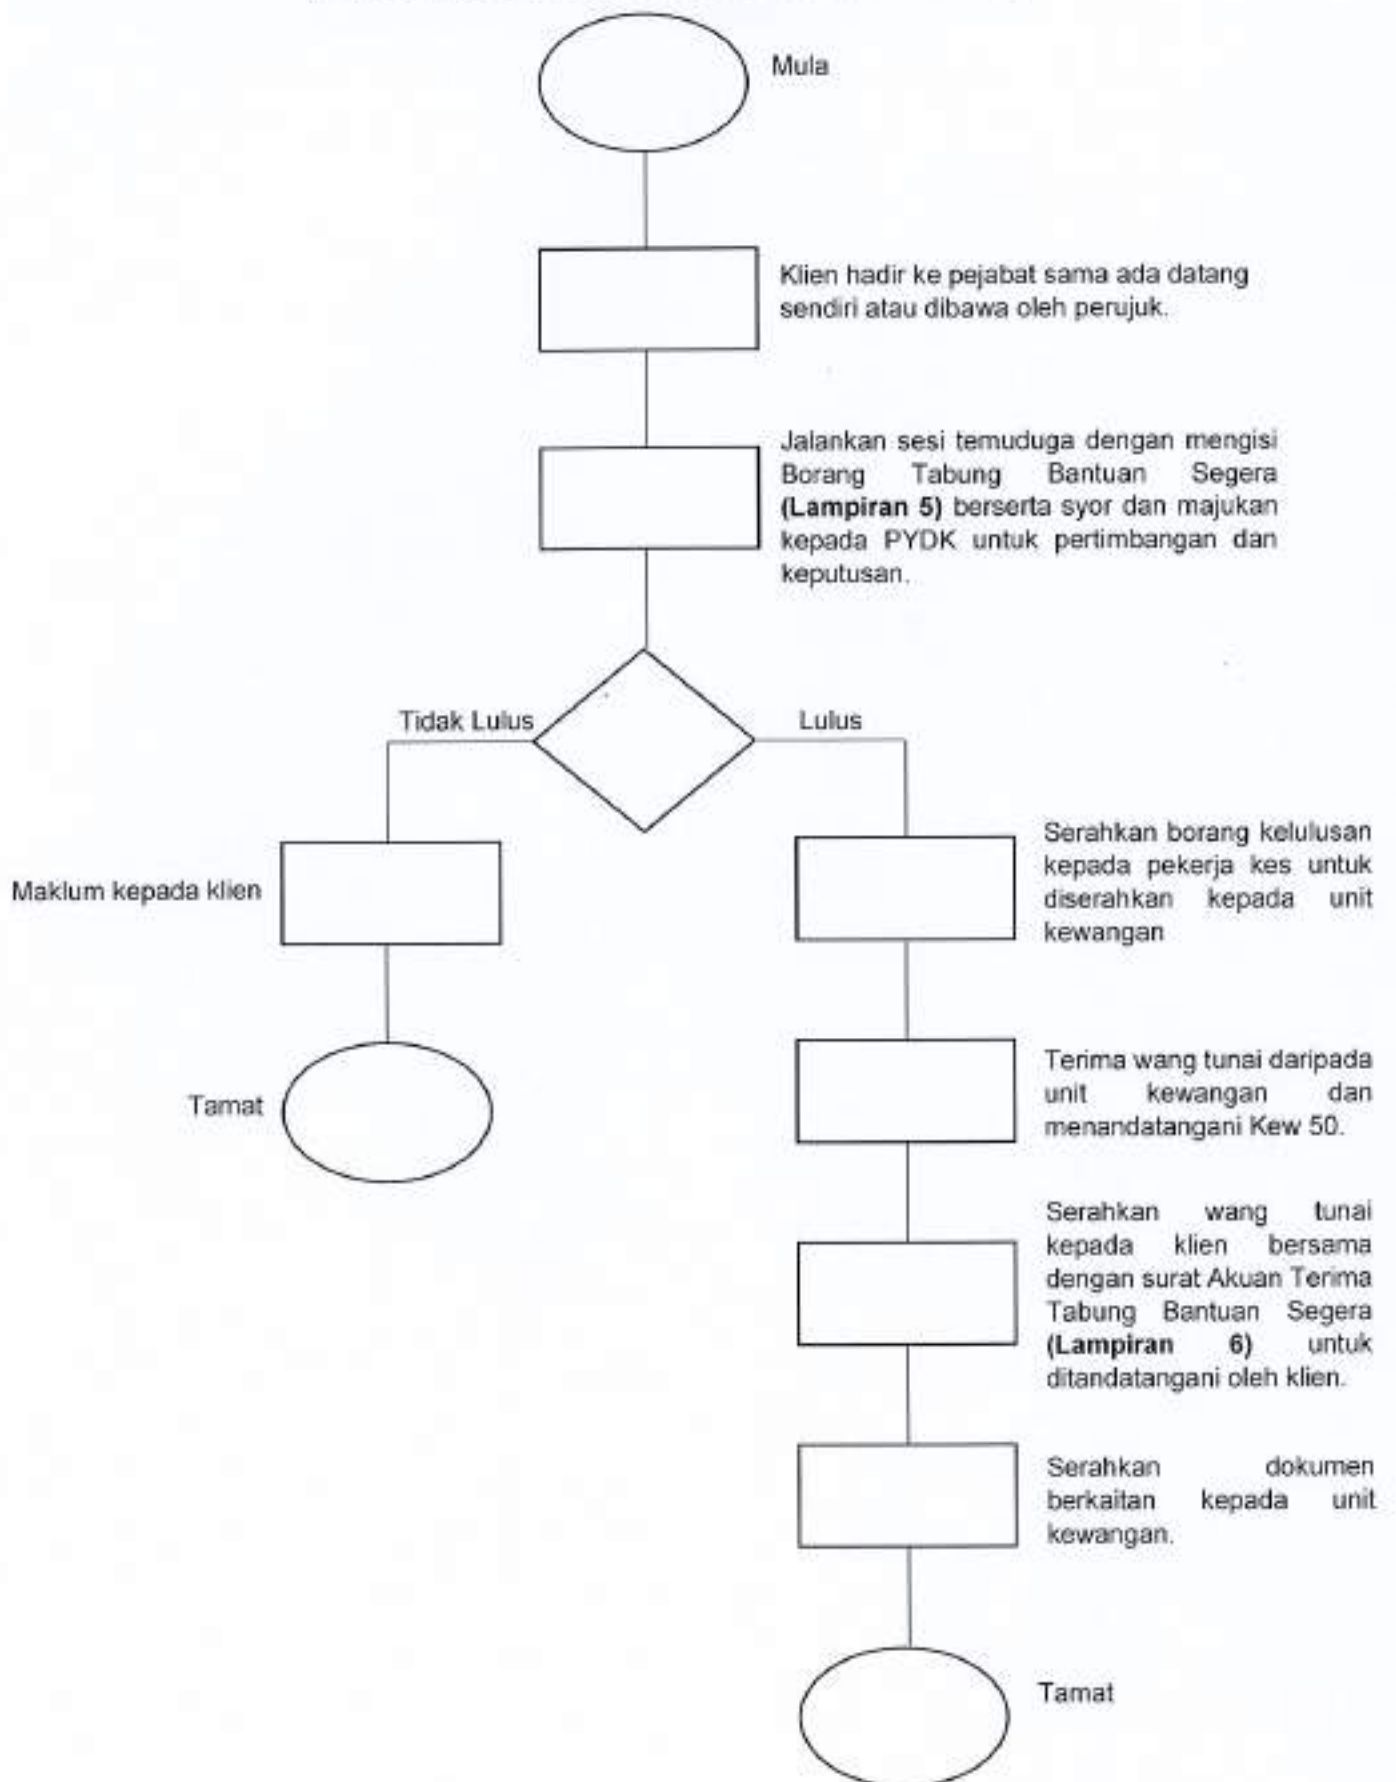 Mula
Klien hadir ke pejabat sama ada datang
sendiri atau dibawa oleh perujuk.
Jalankan sesi temuduga dengan mengisi
Borang Tabung Bantuan Segera
(Lampiran 5) berserta syor dan majukan
kepada PYDK untuk pertimbangan dan
keputusan.
Tidak Lulus
Lulus
Maklum kepada klien
Tamat
Serahkan borang kelulusan
kepada pekerja kes untuk
diserahkan kepada unit
kewangan
Terima wang tunai daripada
unit kewangan dan
menandatangani Kew 50.
Serahkan wang tunai
kepada klien bersama
dengan surat Akuan Terima
Tabung Bantuan Segera
(Lampiran 6) untuk
ditandatangani oleh klien.
Serahkan dokumen
berkaitan kepada unit
kewangan.
Tamat